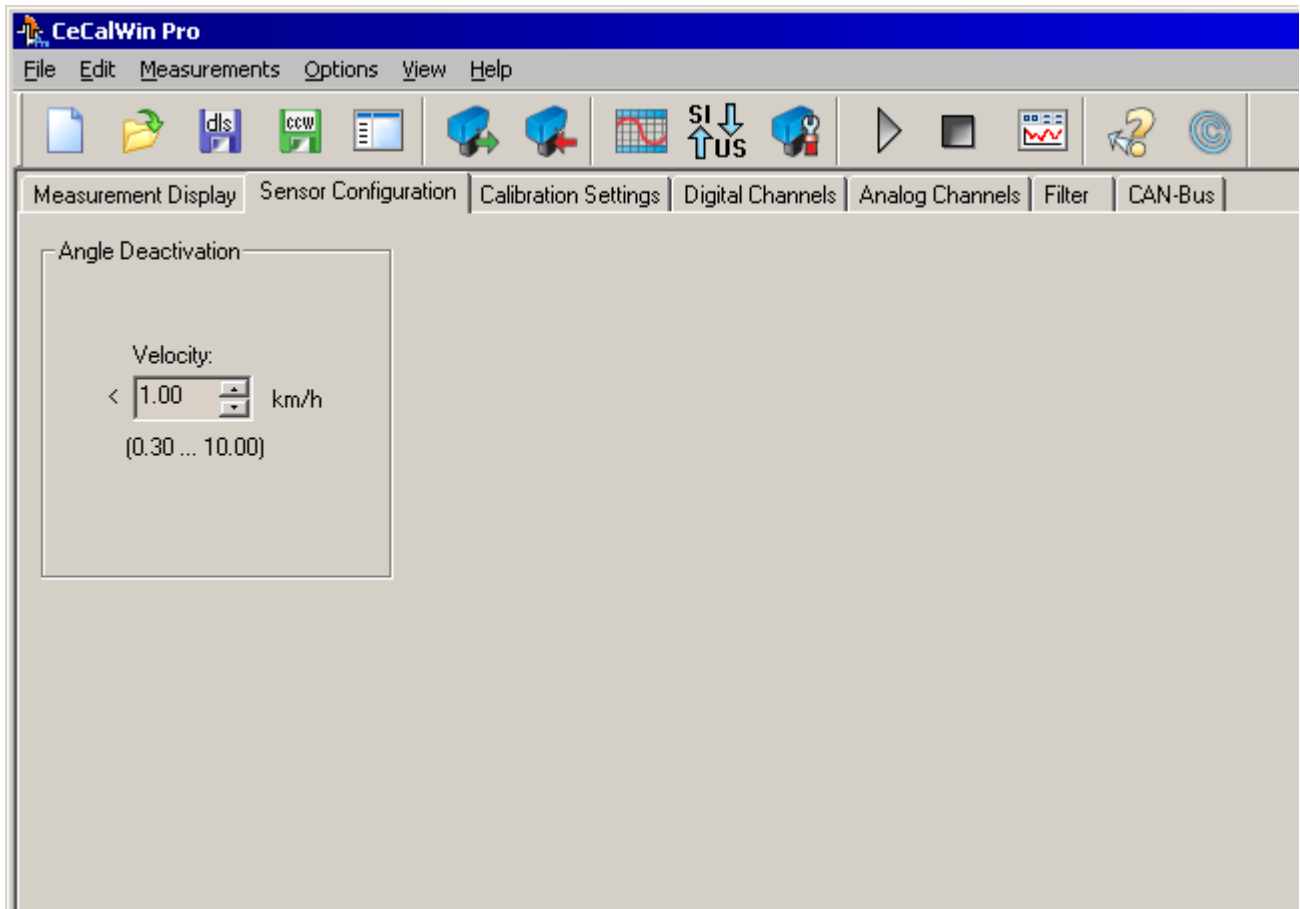 CeCalWin Pro
File Edit Measurements Options View Help
dls ccw SI US
Measurement Display Sensor Configuration Calibration Settings Digital Channels Analog Channels Filter CAN-Bus
Angle Deactivation
Velocity:
< 1.00 km/h
(0.30 ... 10.00)